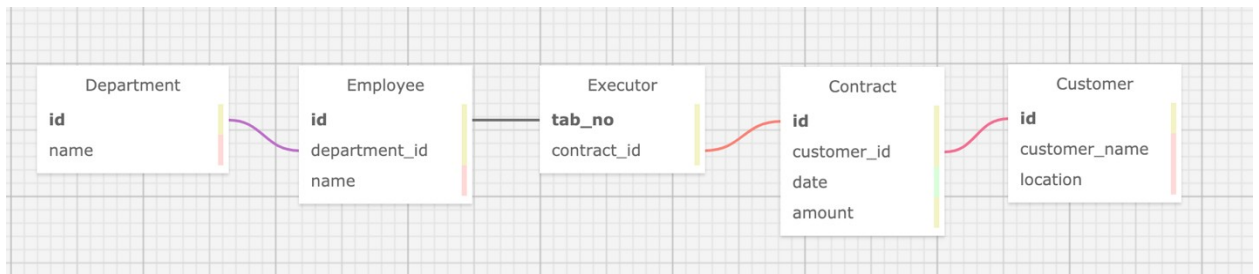 Department
id
name
Employee
id
department_id
name
Executor
tab_no
contract_id
Contract
id
customer_id
date
amount
Customer
id
customer_name
location